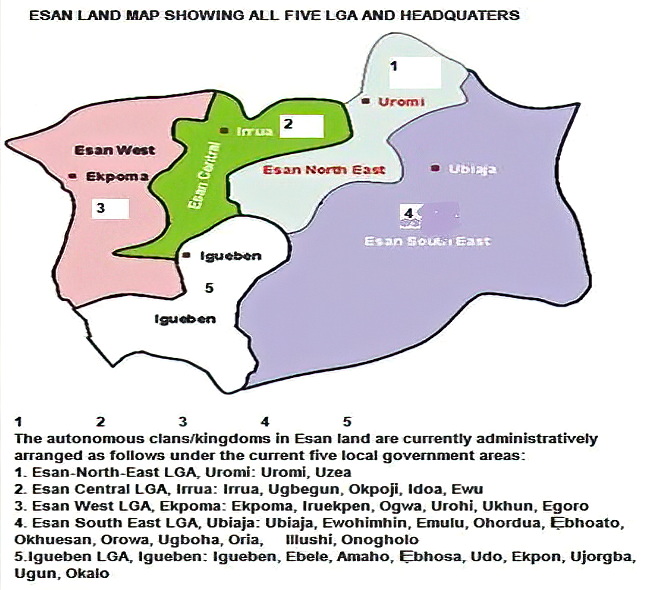 ESAN LAND MAP SHOWING ALL FIVE LGA AND HEADQUATERS
1
Uromi
2
Irrua
Esan West
Esan Central
Esan North East
Ubiaja
Ekpoma
3
4
Esan South East
Igueben
5
Igueben
1 2 3 4 5
The autonomous clans/kingdoms in Esan land are currently administratively
arranged as follows under the current five local government areas:
1. Esan-North-East LGA, Uromi: Uromi, Uzea
2. Esan Central LGA, Irrua: Irrua, Ugbegun, Okpoji, Idoa, Ewu
3. Esan West LGA, Ekpoma: Ekpoma, Iruekpen, Ogwa, Urohi, Ukhun, Egoro
4. Esan South East LGA, Ubiaja: Ubiaja, Ewohimhin, Emulu, Ohordua, Ẹbhoato,
Okhuesan, Orowa, Ugboha, Oria, Illushi, Onogholo
5.Igueben LGA, Igueben: Igueben, Ebele, Amaho, Ẹbhosa, Udo, Ekpon, Ujorgba,
Ugun, Okalo